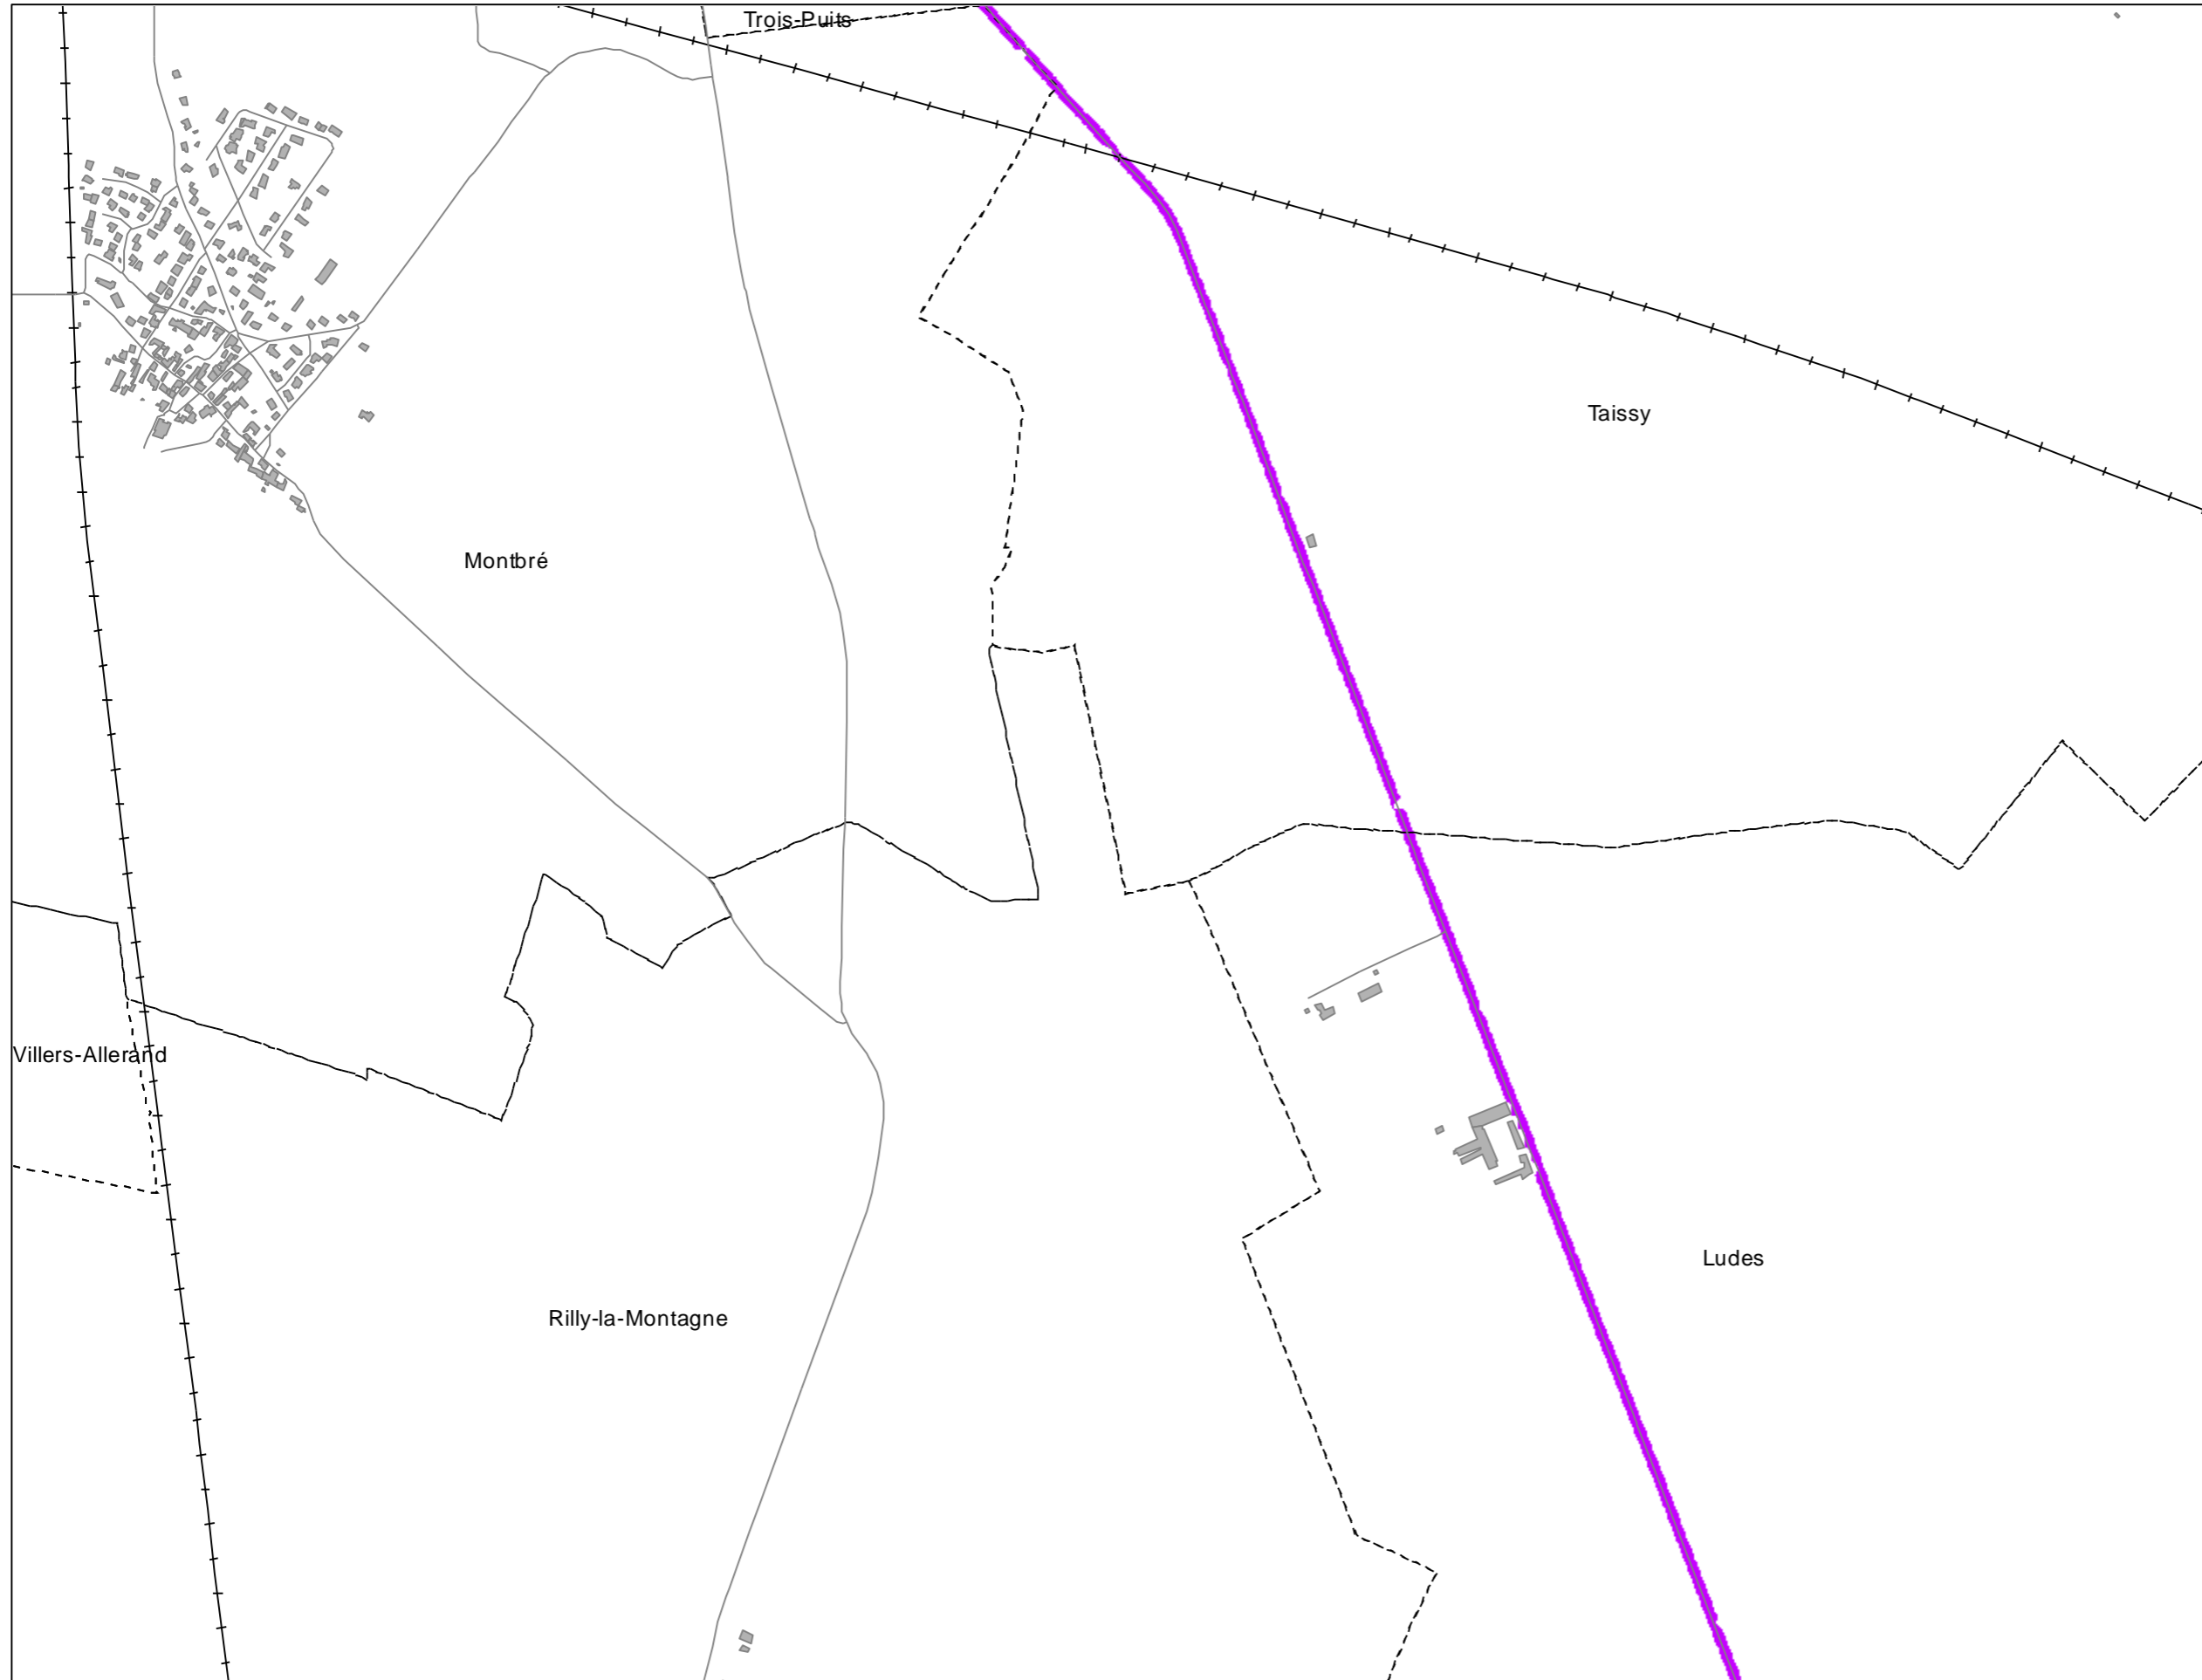 Trois-Puits
Taissy
Montbré
Villers-Allerand
Ludes
Rilly-la-Montagne